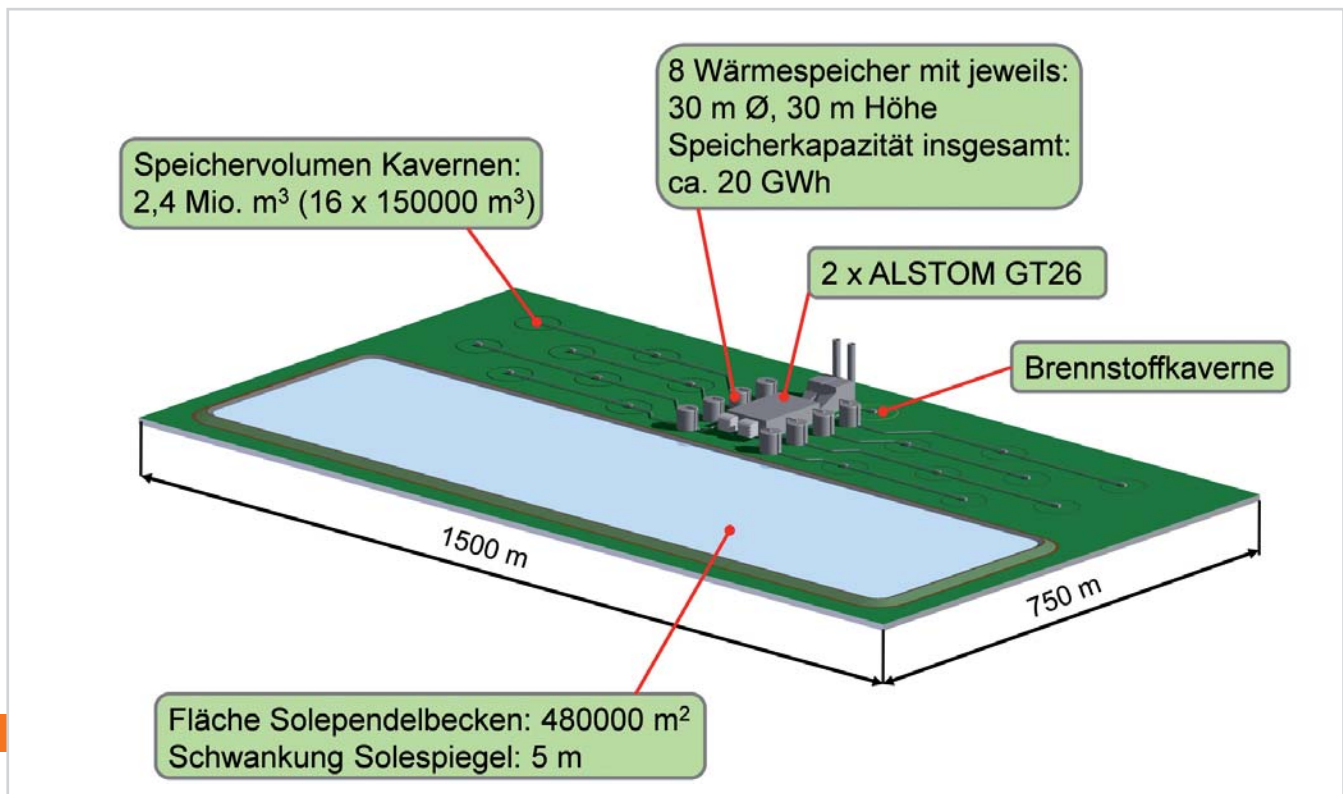 8 Wärmespeicher mit jeweils:
30 m Ø, 30 m Höhe
Speicherkapazität insgesamt:
ca. 20 GWh
Speichervolumen Kavernen:
2,4 Mio. m³ (16 x 150000 m³)
2 x ALSTOM GT26
Brennstoffkaverne
1500 m
750 m
Fläche Solependelbecken: 480000 m²
Schwankung Solespiegel: 5 m